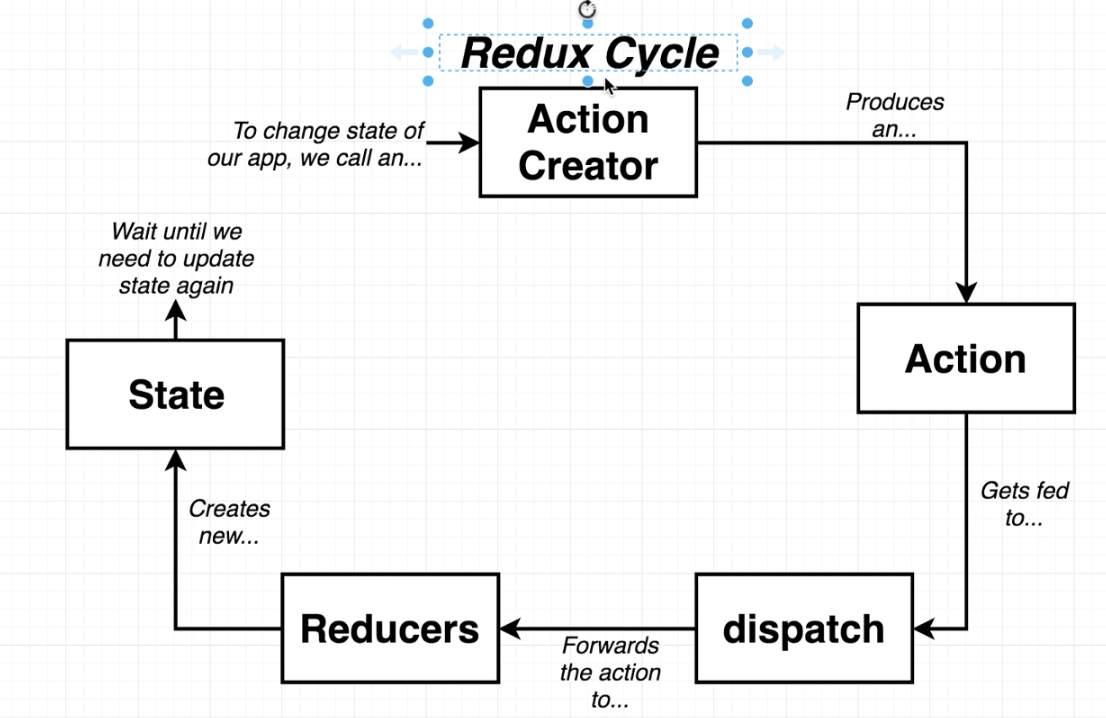 Redux Cycle
To change state of
our app, we call an...
Action
Creator
Produces
an...
Action
Gets fed
to...
dispatch
Forwards
the action
to...
Reducers
Creates
new...
State
Wait until we
need to update
state again